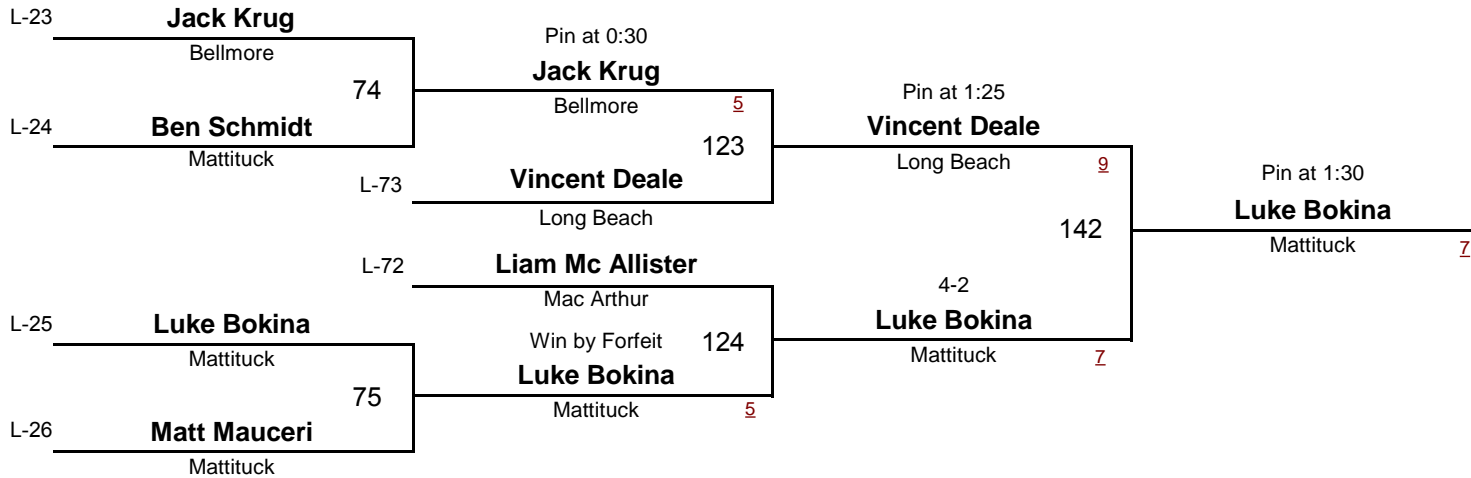 L-23
Jack Krug
Bellmore
74
L-24
Ben Schmidt
Mattituck
Pin at 0:30
Jack Krug
Bellmore
5
123
L-73
Vincent Deale
Long Beach
Pin at 1:25
Vincent Deale
Long Beach
9
142
Pin at 1:30
Luke Bokina
Mattituck
7
L-72
Liam Mc Allister
Mac Arthur
124
4-2
Luke Bokina
Mattituck
7
L-25
Luke Bokina
Mattituck
75
Win by Forfeit
Luke Bokina
Mattituck
5
L-26
Matt Mauceri
Mattituck